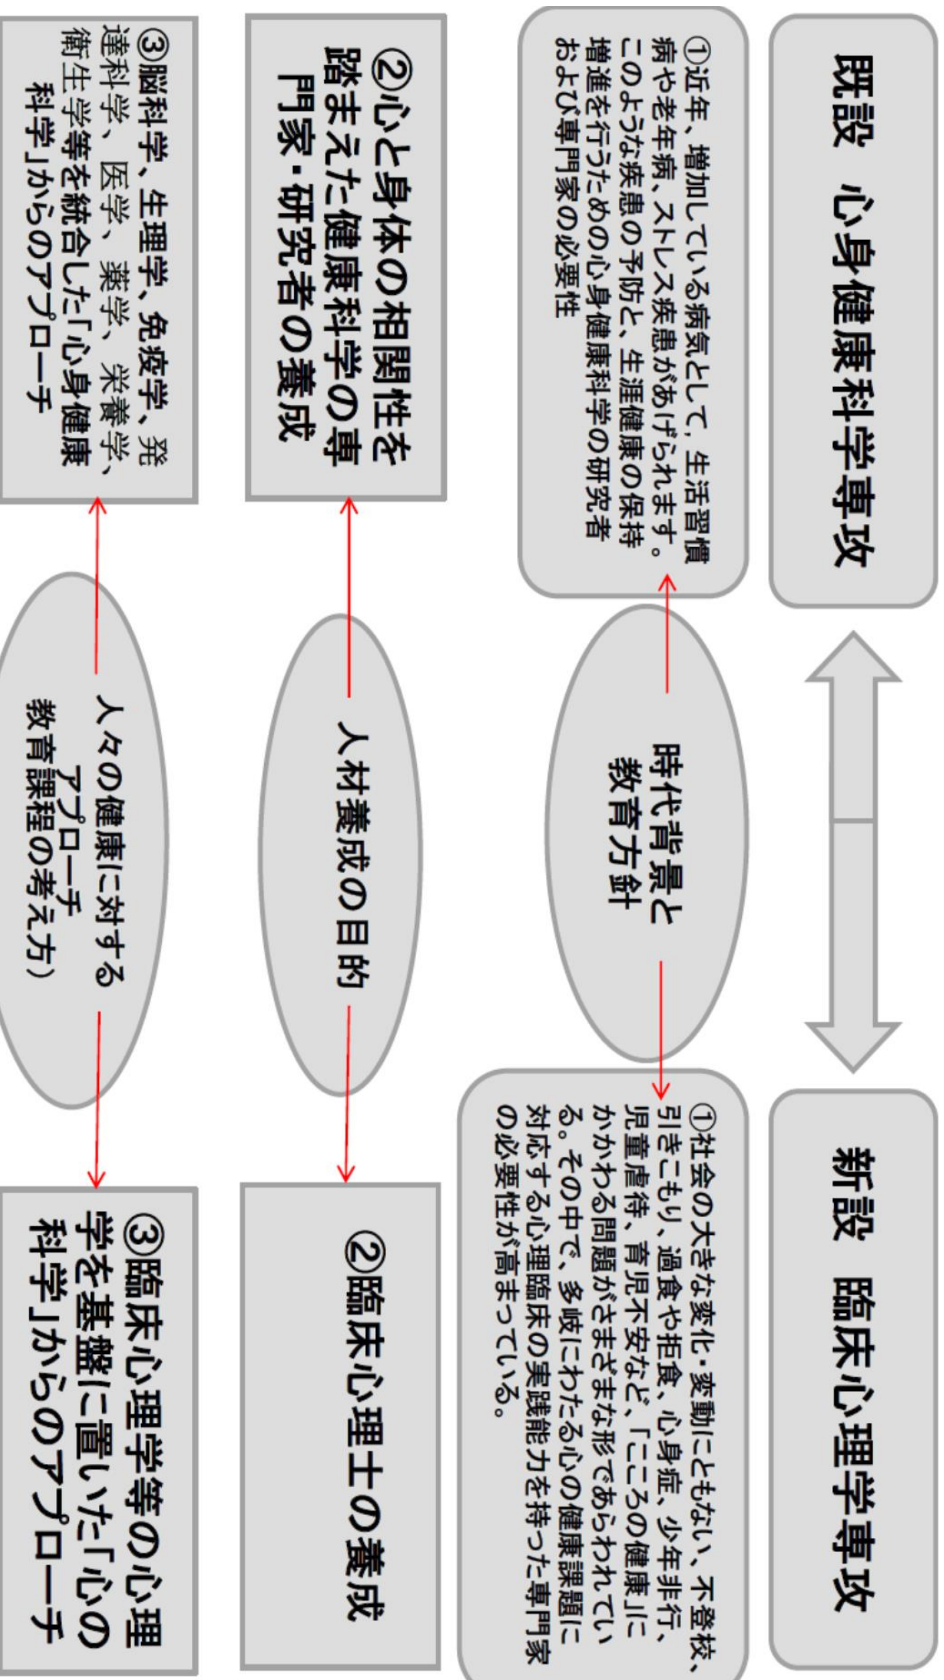 既設　心身健康科学専攻
新設　臨床心理学専攻
①近年、増加している病気として, 生活習慣
病や老年病、ストレス疾患があげられます。
このような疾患の予防と、生涯健康の保持
増進を行うための心身健康科学の研究者
および専門家の必要性
時代背景と
教育方針
①社会の大きな変化・変動にともない、不登校、
引きこもり、過食や拒食、心身症、少年非行、
児童虐待、育児不安など、「こころの健康」に
かかわる問題がさまざまな形であらわれてい
る。その中で、多岐にわたる心の健康課題に
対応する心理臨床の実践能力を持った専門家
の必要性が高まっている。
②心と身体の相関性を
踏まえた健康科学の専
門家・研究者の養成
人材養成の目的
②臨床心理士の養成
③脳科学、生理学、免疫学、発
達科学、医学、薬学、栄養学、
衛生学等を統合した「心身健康
科学」からのアプローチ
人々の健康に対する
アプローチ
教育課程の考え方）
③臨床心理学等の心理
学を基盤に置いた「心の
科学」からのアプローチ